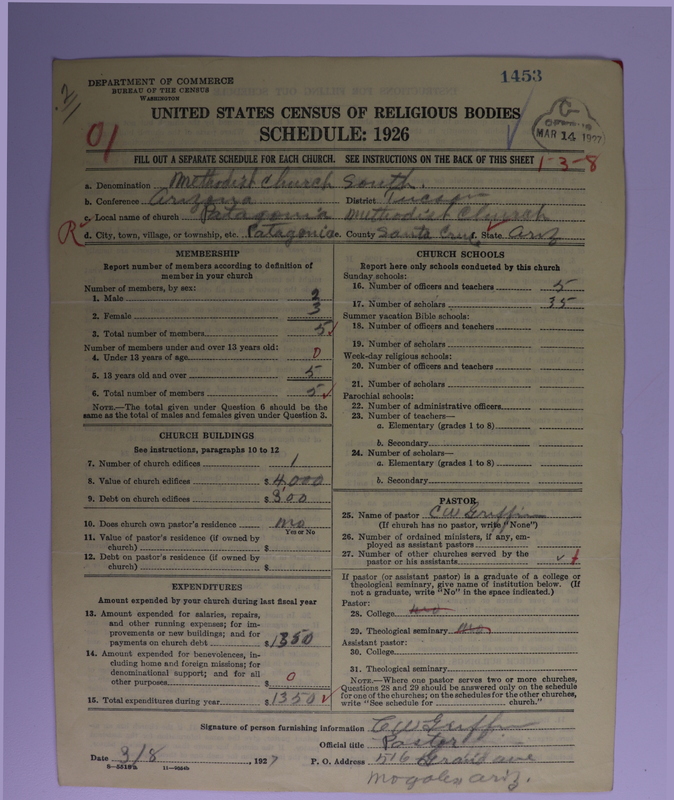 1453
DEPARTMENT OF COMMERCE
BUREAU OF THE CENSUS
WASHINGTON
2
UNITED STATES CENSUS OF RELIGIOUS BODIES
SCHEDULE: 1926
MAR 14 1927
01
FILL OUT A SEPARATE SCHEDULE FOR EACH CHURCH. SEE INSTRUCTIONS ON THE BACK OF THIS SHEET
1-3-8
a. Denomination Methodist Church South.
b. Conference Arizona District Tucson
c. Local name of church Patagonia Methodist Church
R d. City, town, village, or township, etc. Patagonia e. County Santa Cruz State Ariz
MEMBERSHIP
Report number of members according to definition of
member in your church
Number of members, by sex:
1. Male 2
2. Female 3
3. Total number of members 5
Number of members under and over 13 years old:
4. Under 13 years of age 0
5. 13 years old and over 5
6. Total number of members 5
NOTE.—The total given under Question 6 should be the
same as the total of males and females given under Question 3.
CHURCH BUILDINGS
See instructions, paragraphs 10 to 12
7. Number of church edifices 1
8. Value of church edifices $ 4,000
9. Debt on church edifices $ 300
10. Does church own pastor's residence no
Yes or No
11. Value of pastor's residence (if owned by
church) $
12. Debt on pastor's residence (if owned by
church) $
EXPENDITURES
Amount expended by your church during last fiscal year
13. Amount expended for salaries, repairs,
and other running expenses; for im-
provements or new buildings; and for
payments on church debt $ 1350
14. Amount expended for benevolences, in-
cluding home and foreign missions; for
denominational support; and for all
other purposes $ 0
15. Total expenditures during year $ 1350
CHURCH SCHOOLS
Report here only schools conducted by this church
Sunday schools:
16. Number of officers and teachers 5
17. Number of scholars 35
Summer vacation Bible schools:
18. Number of officers and teachers
19. Number of scholars
Week-day religious schools:
20. Number of officers and teachers
21. Number of scholars
Parochial schools:
22. Number of administrative officers
23. Number of teachers—
a. Elementary (grades 1 to 8)
b. Secondary
24. Number of scholars—
a. Elementary (grades 1 to 8)
b. Secondary
PASTOR
25. Name of pastor C W Griffin
(If church has no pastor, write "None")
26. Number of ordained ministers, if any, em-
ployed as assistant pastors
27. Number of other churches served by the
pastor or his assistants
If pastor (or assistant pastor) is a graduate of a college or
theological seminary, give name of institution below. (If
not a graduate, write "No" in the space indicated.)
Pastor:
28. College no
29. Theological seminary no
Assistant pastor:
30. College
31. Theological seminary
NOTE.—Where one pastor serves two or more churches,
Questions 28 and 29 should be answered only on the schedule
for one of the churches; on the schedules for the other churches,
write "See schedule for church."
Signature of person furnishing information C W Griffin
Official title Pastor
Date 3/8, 1927 P. O. Address 516 Grand ave
8—5519a 11—9864b
Nogales, Ariz.